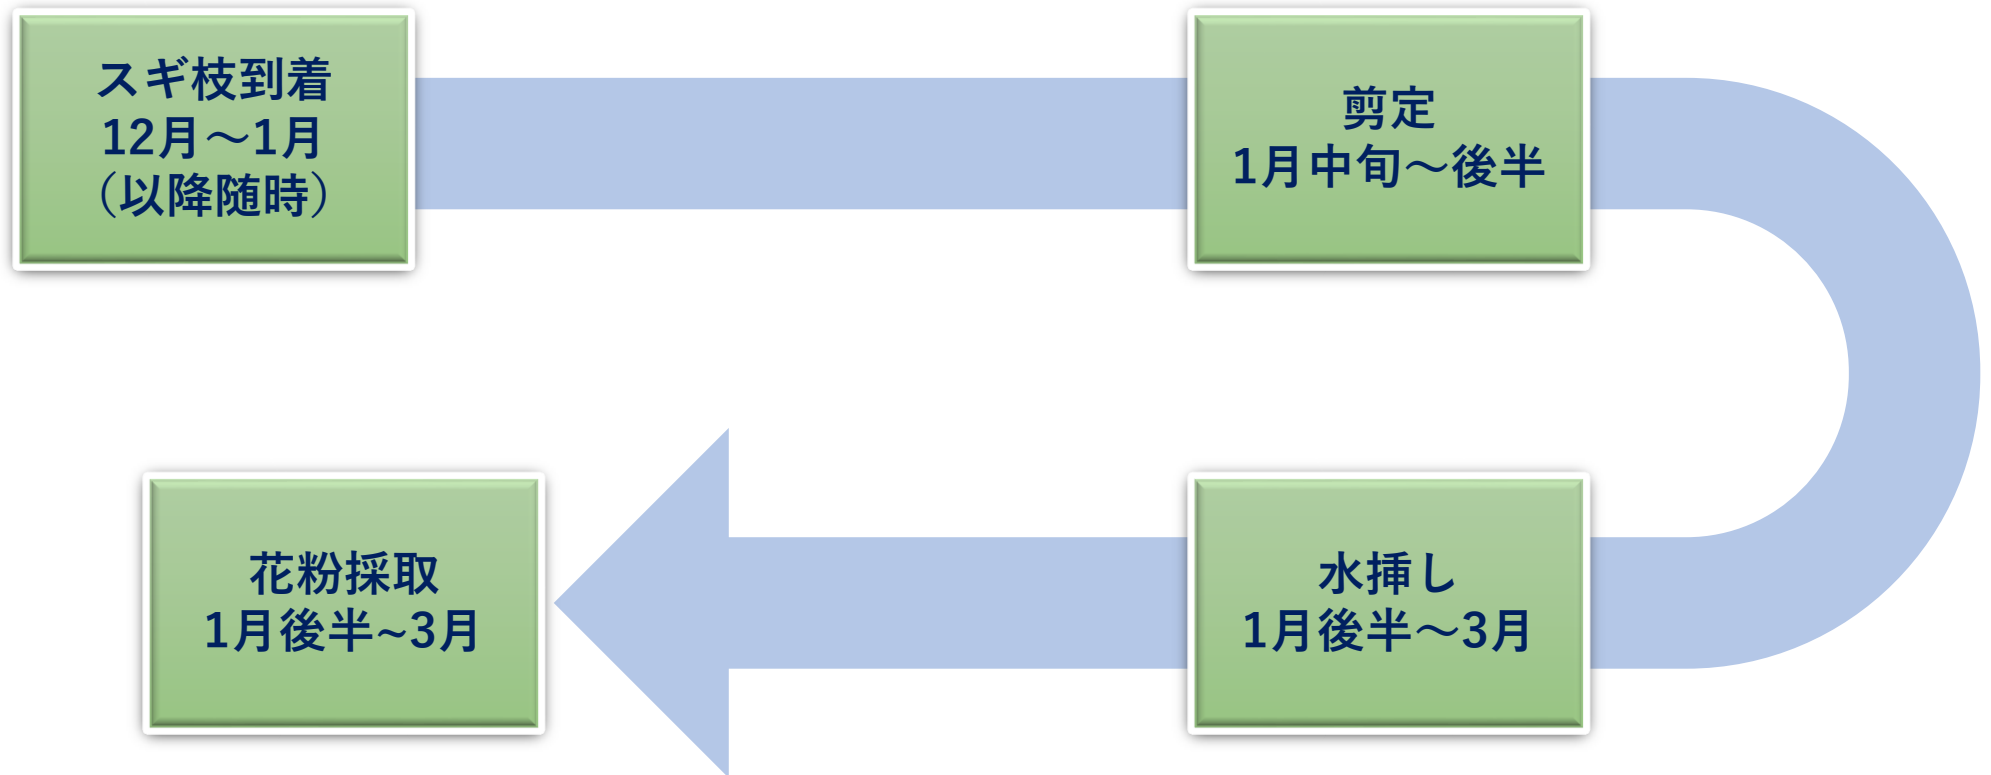 スギ枝到着
12月～1月
（以降随時）
剪定
1月中旬～後半
水挿し
1月後半～3月
花粉採取
1月後半~3月